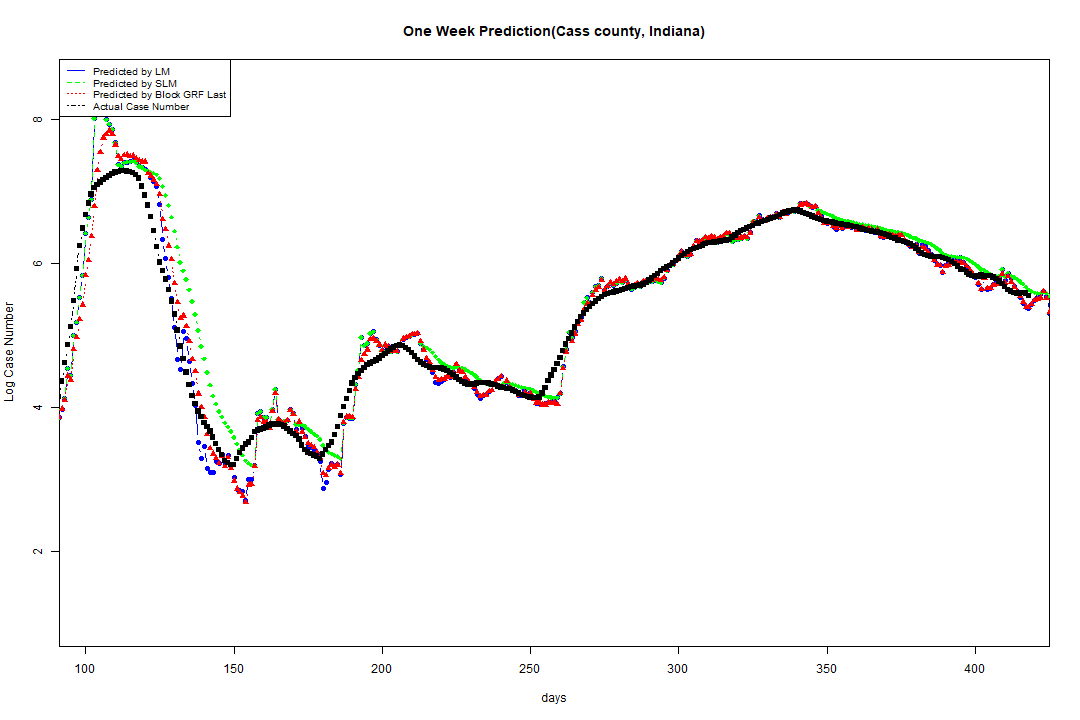 One Week Prediction(Cass county, Indiana)
Predicted by LM
Predicted by SLM
Predicted by Block GRF Last
Actual Case Number
8
6
4
2
Log Case Number
100 150 200 250 300 350 400
days